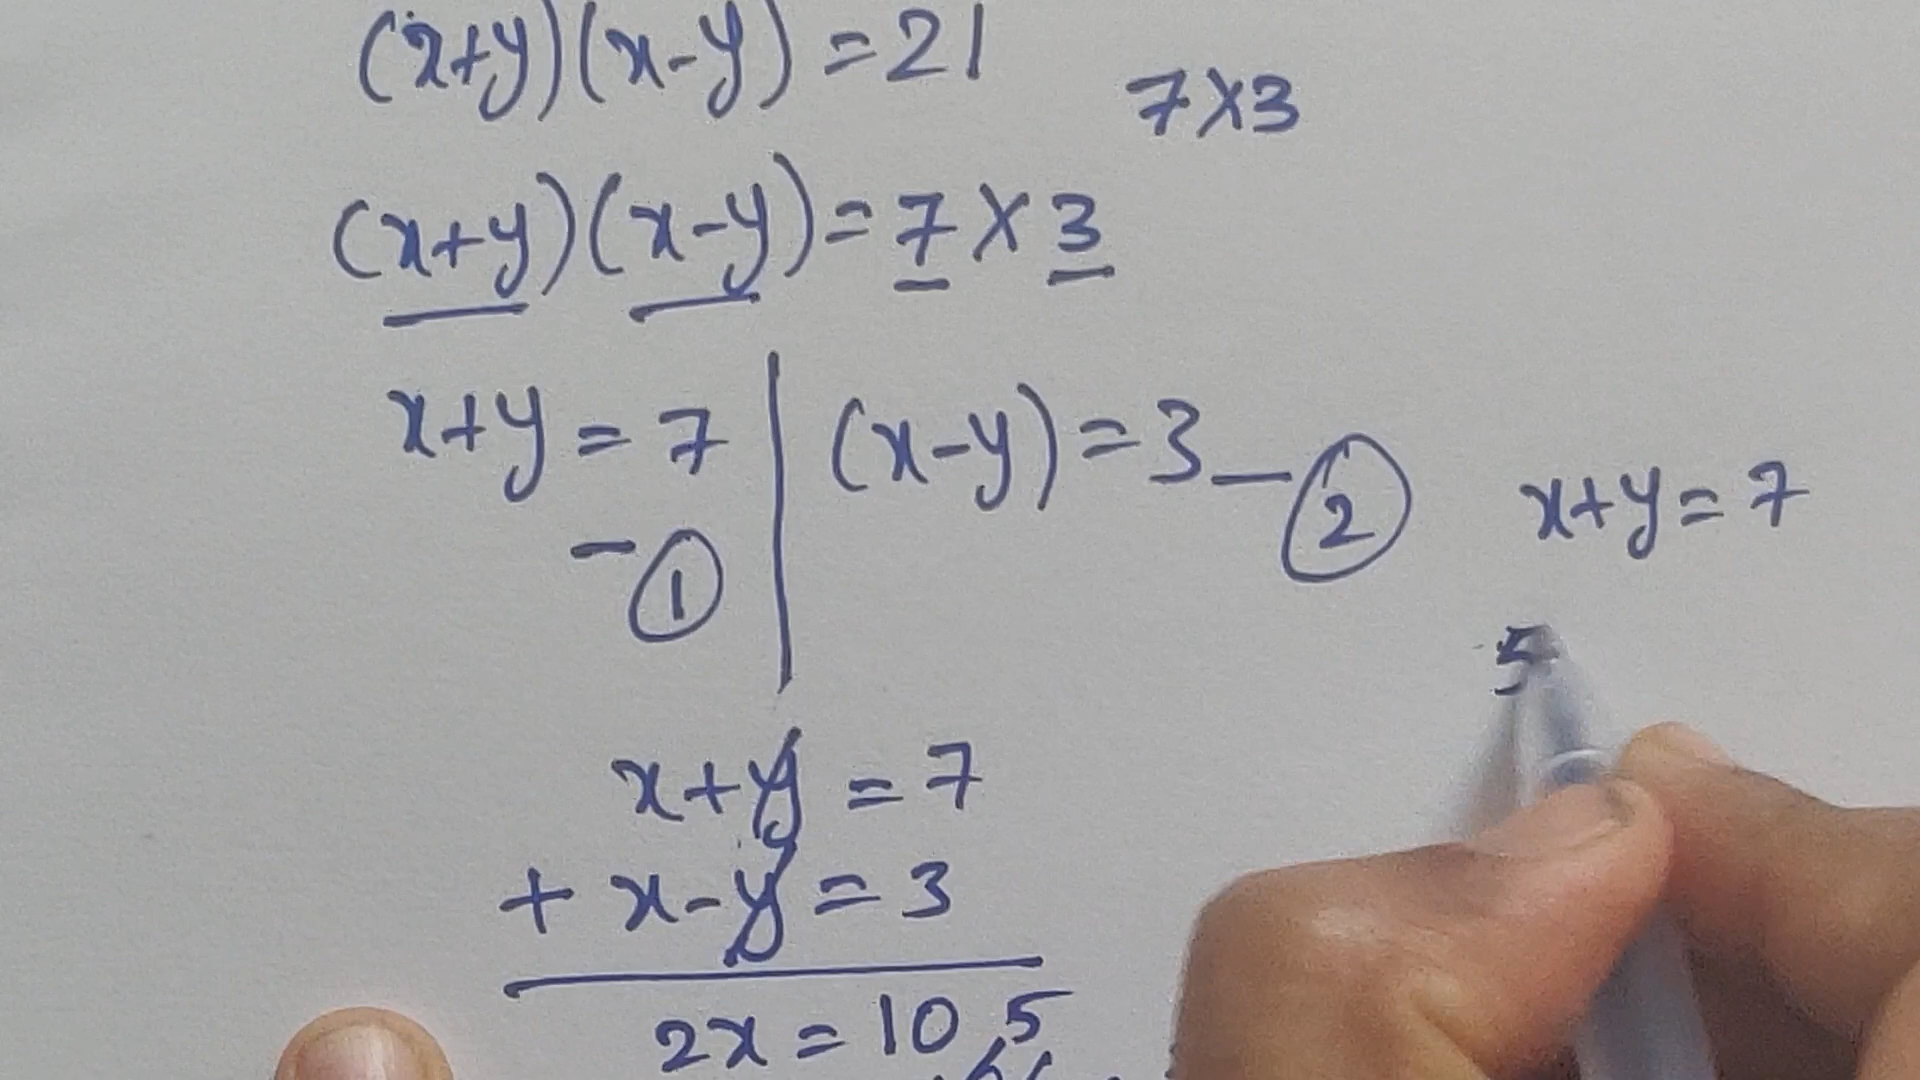 (x+y)(x-y) = 21
7×3
(x+y)(x-y) = 7 × 3
x+y = 7
(x-y) = 3 - ②
- ①
x+y = 7
5
x+y = 7
+ x-y = 3
2x = 10 5